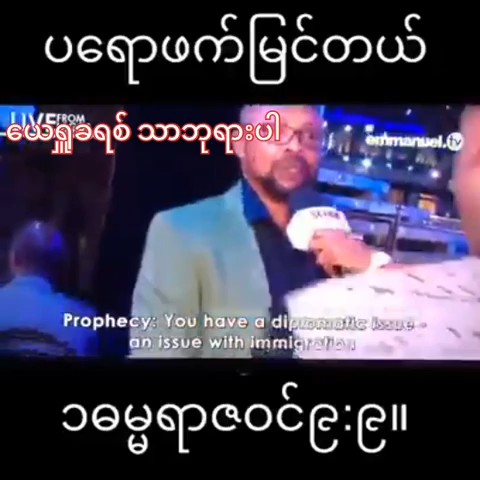 ပရောဖက်မြင်တယ်
LIVE FROM
ယေရှူခရစ် သာဘုရားပါ
emmanuel.tv
Prophecy: You have a diplomatic issue -
an issue with immigration
၁ဓမ္မရာဇဝင်၉:၉။